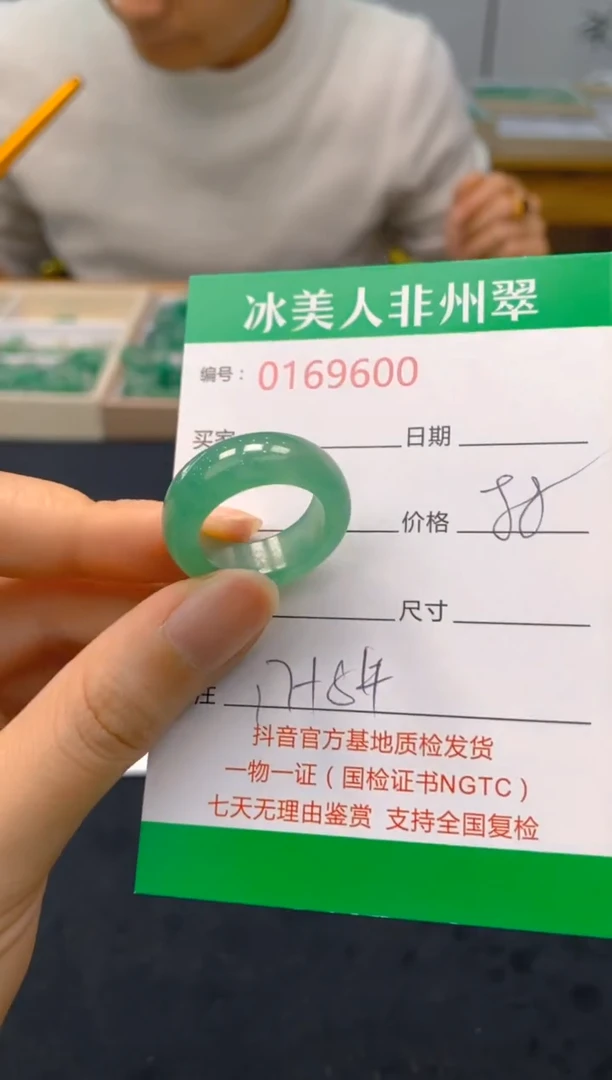 冰美人非州翠
编号：0169600
买家 日期
价格 88
尺寸
注
抖音官方基地质检发货
一物一证（国检证书NGTC）
七天无理由鉴赏 支持全国复检